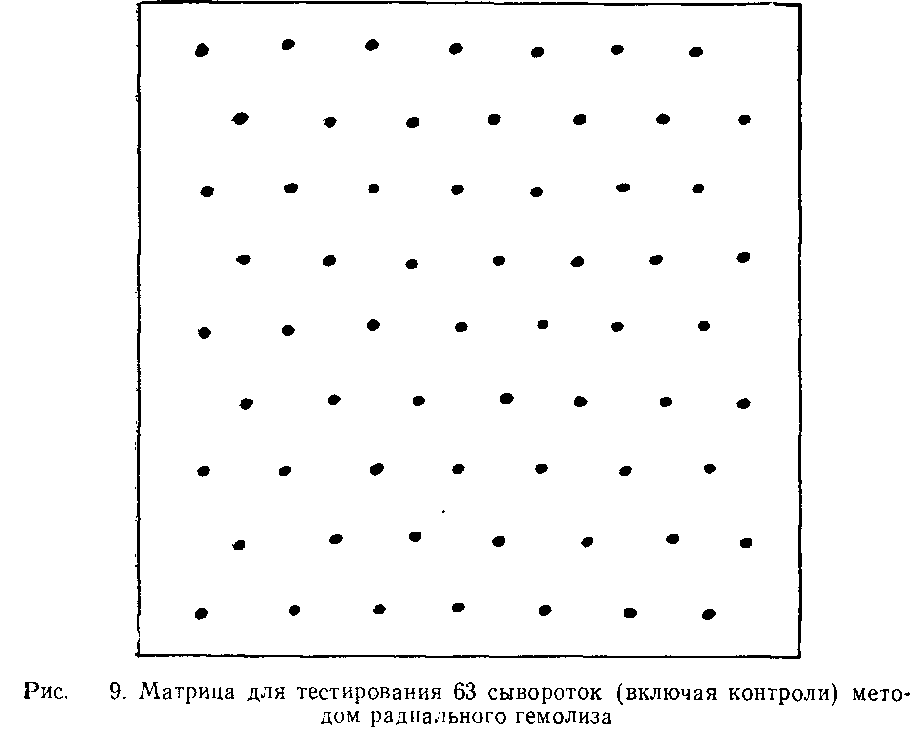 Рис. 9. Матрица для тестирования 63 сывороток (включая контроли) мето-
дом радиального гемолиза